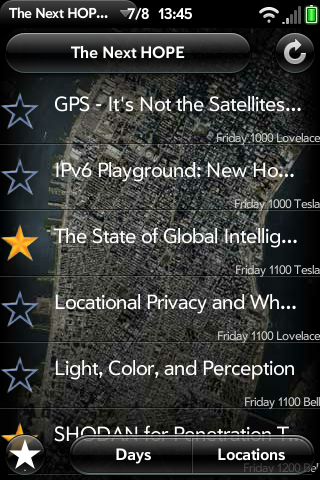 The Next HOP... 7/8 13:45
The Next HOPE
GPS - It's Not the Satellites...
Friday 1000 Lovelace
IPv6 Playground: New Ho...
Friday 1000 Tesla
The State of Global Intellig...
Friday 1100 Tesla
Locational Privacy and Wh...
Friday 1100 Lovelace
Light, Color, and Perception
Friday 1100 Bell
SHODAN for Penetration T...
Friday 1200 Bel
Days Locations